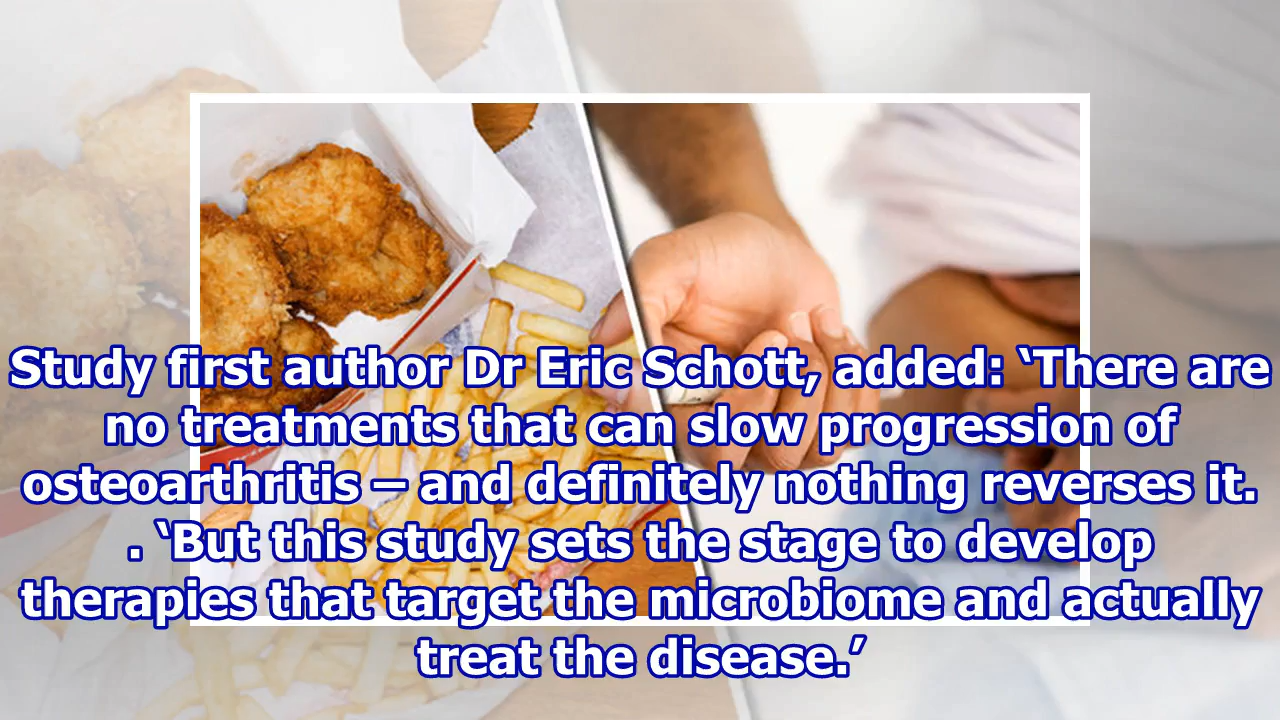 Study first author Dr Eric Schott, added: ‘There are
no treatments that can slow progression of
osteoarthritis – and definitely nothing reverses it.
. ‘But this study sets the stage to develop
therapies that target the microbiome and actually
treat the disease.’